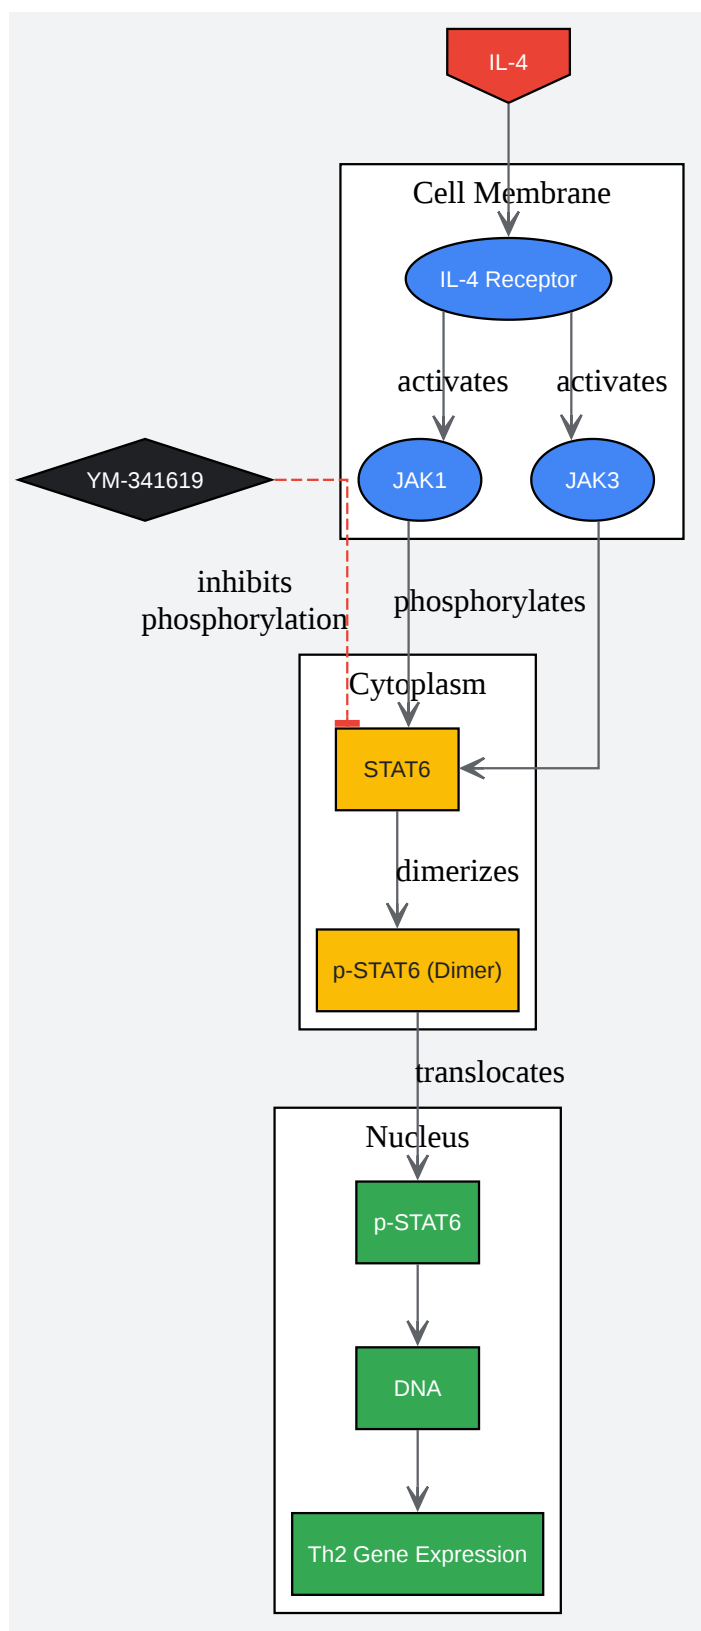 IL-4
Cell Membrane
IL-4 Receptor
activates
activates
YM-341619
JAK1
JAK3
inhibits
phosphorylation
phosphorylates
Cytoplasm
STAT6
dimerizes
p-STAT6 (Dimer)
translocates
Nucleus
p-STAT6
DNA
Th2 Gene Expression